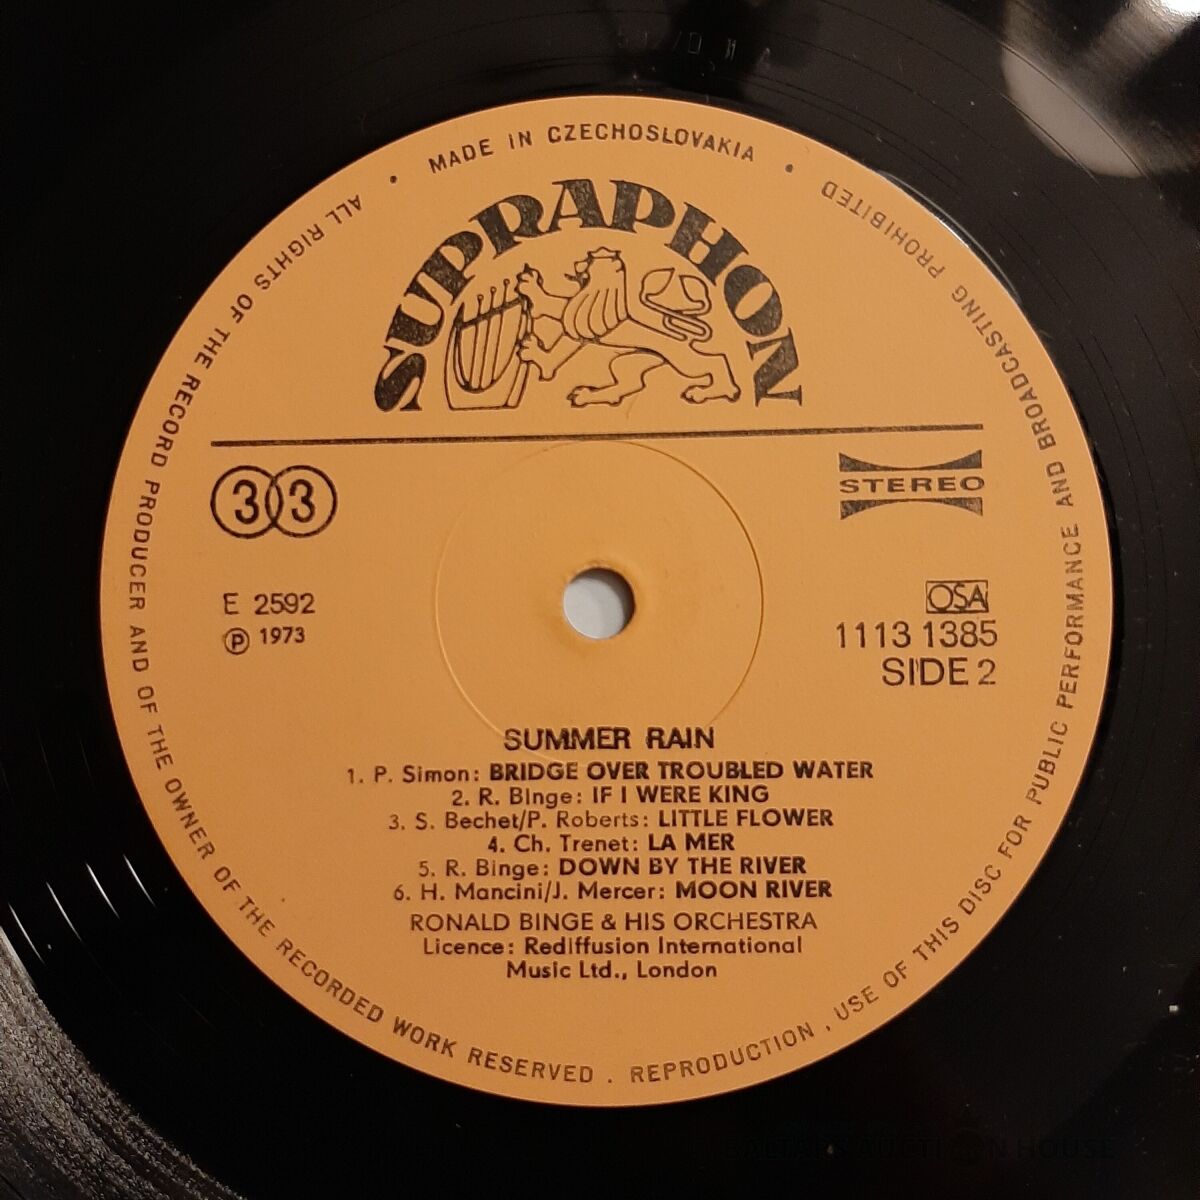 MADE IN CZECHOSLOVAKIA
ALL RIGHTS OF THE RECORD PRODUCER AND OF THE OWNER OF THE RECORDED WORK RESERVED . REPRODUCTION , USE OF THIS DISC FOR PUBLIC PERFORMANCE AND BROADCASTING PROHIBITED
SUPRAPHON
33
STEREO
E 2592
℗ 1973
OSA
1113 1385
SIDE 2
SUMMER RAIN
1. P. Simon: BRIDGE OVER TROUBLED WATER
2. R. Binge: IF I WERE KING
3. S. Bechet/P. Roberts: LITTLE FLOWER
4. Ch. Trenet: LA MER
5. R. Binge: DOWN BY THE RIVER
6. H. Mancini/J. Mercer: MOON RIVER
RONALD BINGE & HIS ORCHESTRA
Licence: Rediffusion International
Music Ltd., London